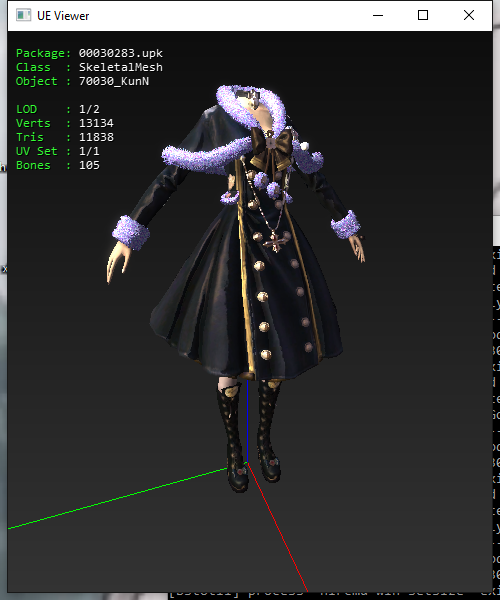 UE Viewer
Package: 00030283.upk
Class : SkeletalMesh
Object : 70030_KunN
LOD : 1/2
Verts : 13134
Tris : 11838
UV Set : 1/1
Bones : 105